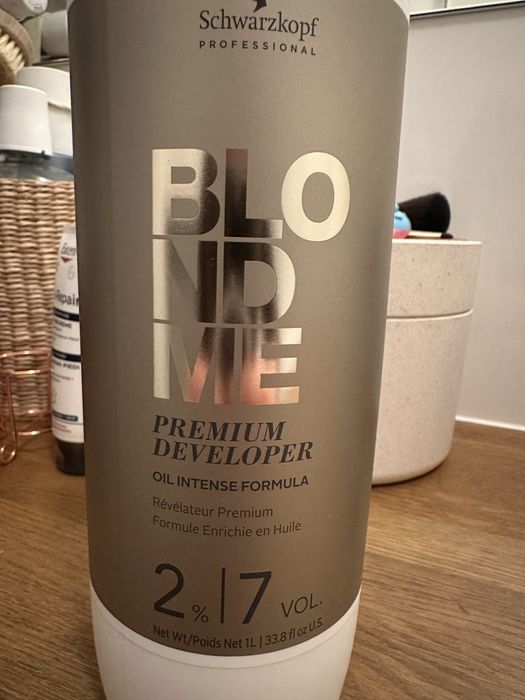 Schwarzkopf
PROFESSIONAL
BLO
ND
ME
PREMIUM
DEVELOPER
OIL INTENSE FORMULA
Révélateur Premium
Formule Enrichie en Huile
2% | 7 VOL.
Net Wt/Poids Net 1L | 33.8 fl oz U.S.
Repair